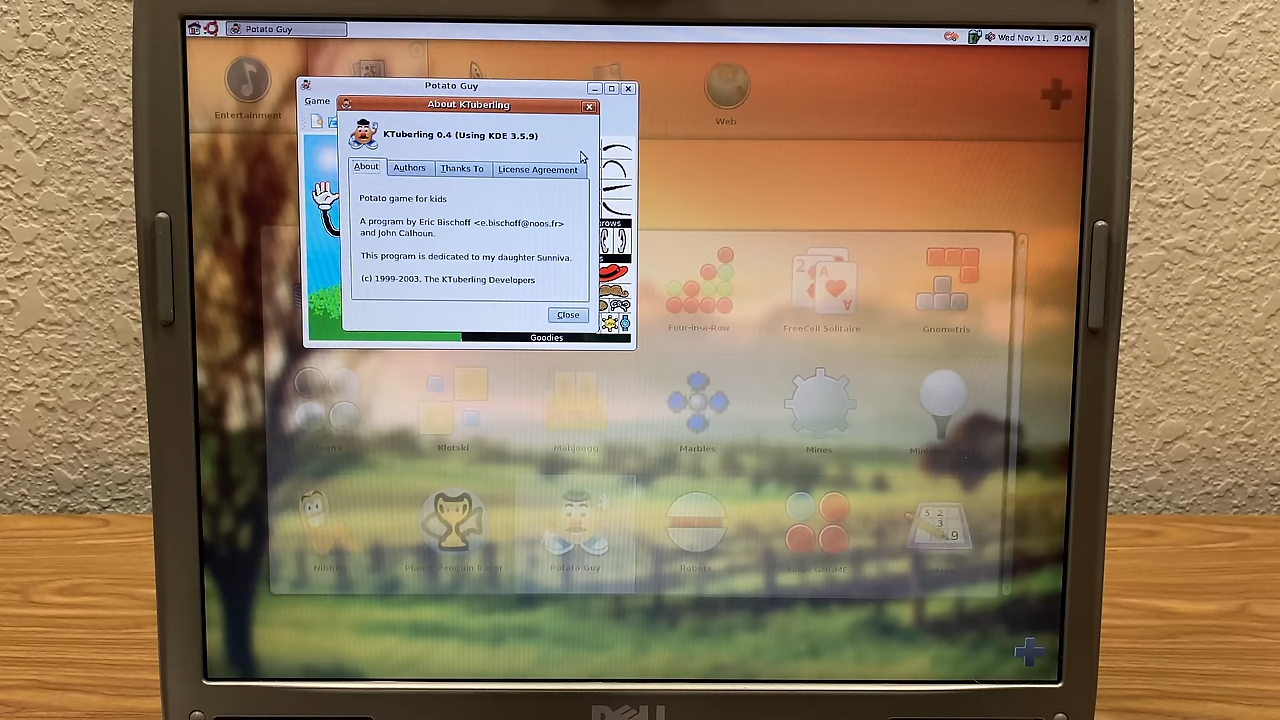 Potato Guy
Wed Nov 11, 9:20 AM
Entertainment
Web
Potato Guy
Game
About KTuberling
KTuberling 0.4 (Using KDE 3.5.9)
About
Authors
Thanks To
License Agreement
Potato game for kids
A program by Eric Bischoff <e.bischoff@noos.fr>
and John Calhoun.
This program is dedicated to my daughter Sunniva.
(c) 1999-2003, The KTuberling Developers
Close
Goodies
Four-in-a-Row
FreeCell Solitaire
Gnometris
Klotski
Mahjongg
Marbles
Mines
Nibbles
Planet Penguin Racer
Potato Guy
Robots
Same GNOME
DELL